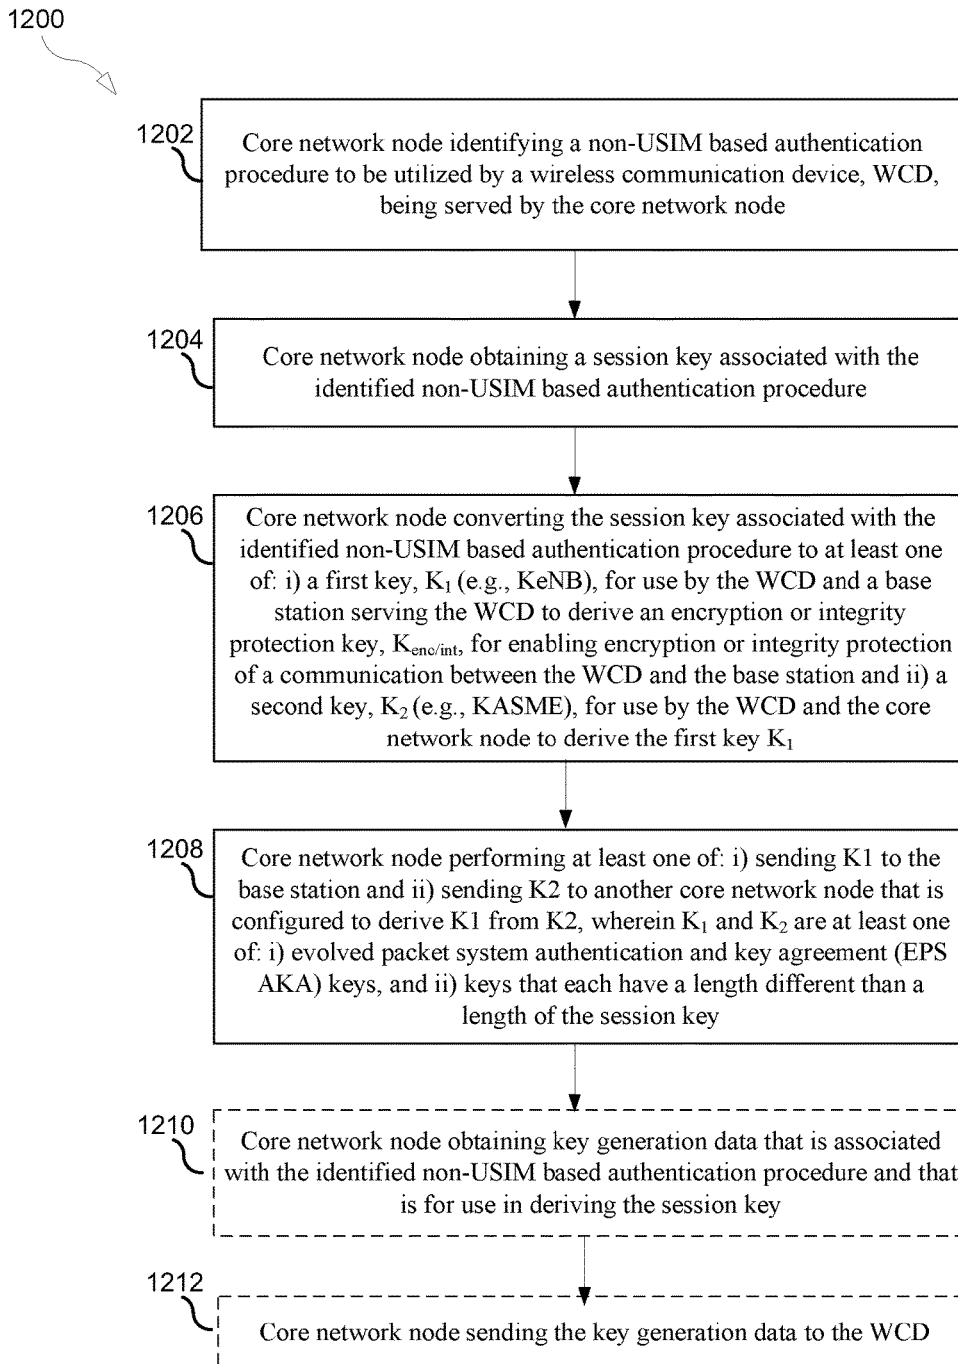 1200
1202
Core network node identifying a non-USIM based authentication
procedure to be utilized by a wireless communication device, WCD,
being served by the core network node
1204
Core network node obtaining a session key associated with the
identified non-USIM based authentication procedure
1206
Core network node converting the session key associated with the
identified non-USIM based authentication procedure to at least one
of: i) a first key, K₁ (e.g., KeNB), for use by the WCD and a base
station serving the WCD to derive an encryption or integrity
protection key, Kenc/int, for enabling encryption or integrity protection
of a communication between the WCD and the base station and ii) a
second key, K₂ (e.g., KASME), for use by the WCD and the core
network node to derive the first key K₁
1208
Core network node performing at least one of: i) sending K1 to the
base station and ii) sending K2 to another core network node that is
configured to derive K1 from K2, wherein K₁ and K₂ are at least one
of: i) evolved packet system authentication and key agreement (EPS
AKA) keys, and ii) keys that each have a length different than a
length of the session key
1210
Core network node obtaining key generation data that is associated
with the identified non-USIM based authentication procedure and that
is for use in deriving the session key
1212
Core network node sending the key generation data to the WCD